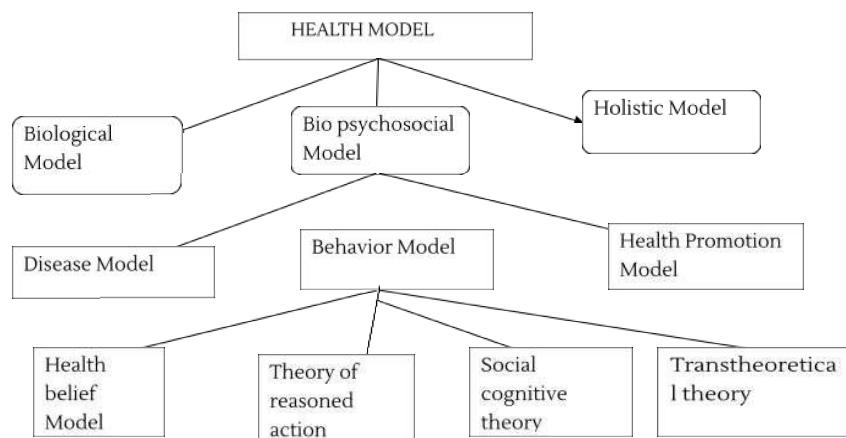 HEALTH MODEL
Biological
Model
Bio psychosocial
Model
Holistic Model
Disease Model
Behavior Model
Health Promotion
Model
Health
belief
Model
Theory of
reasoned
action
Social
cognitive
theory
Transtheoretica
l theory